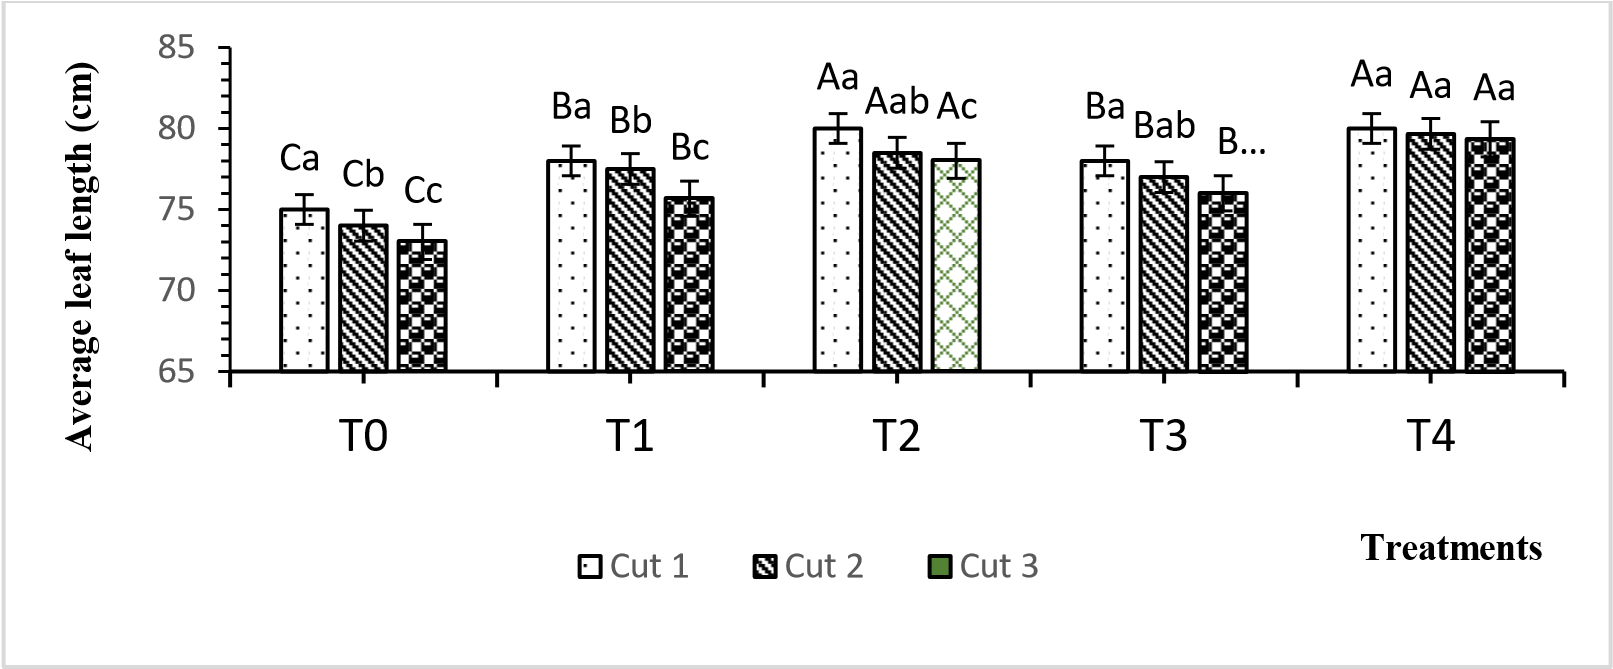 Average leaf length (cm)
85
80
75
70
65
Ca Cb Cc
Ba Bb Bc
Aa Aab Ac
Ba Bab B...
Aa Aa Aa
T0 T1 T2 T3 T4
Treatments
Cut 1 Cut 2 Cut 3